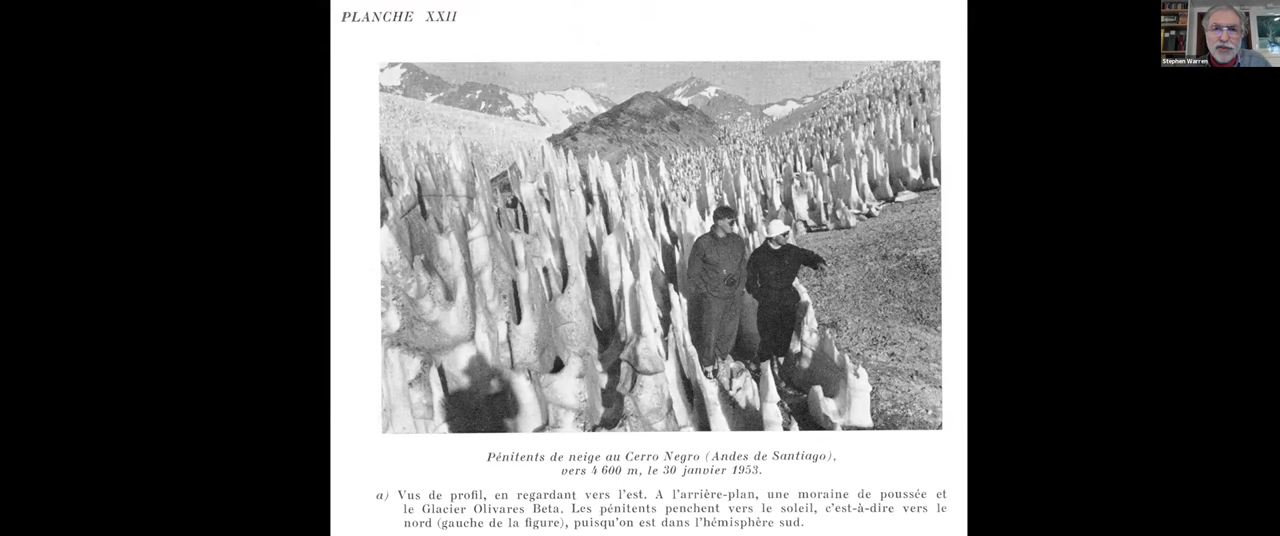 PLANCHE XXII
Stephen Warren
Pénitents de neige au Cerro Negro (Andes de Santiago),
vers 4 600 m, le 30 janvier 1953.
a) Vus de profil, en regardant vers l'est. A l'arrière-plan, une moraine de poussée et
le Glacier Olivares Beta. Les pénitents penchent vers le soleil, c'est-à-dire vers le
nord (gauche de la figure), puisqu'on est dans l'hémisphère sud.